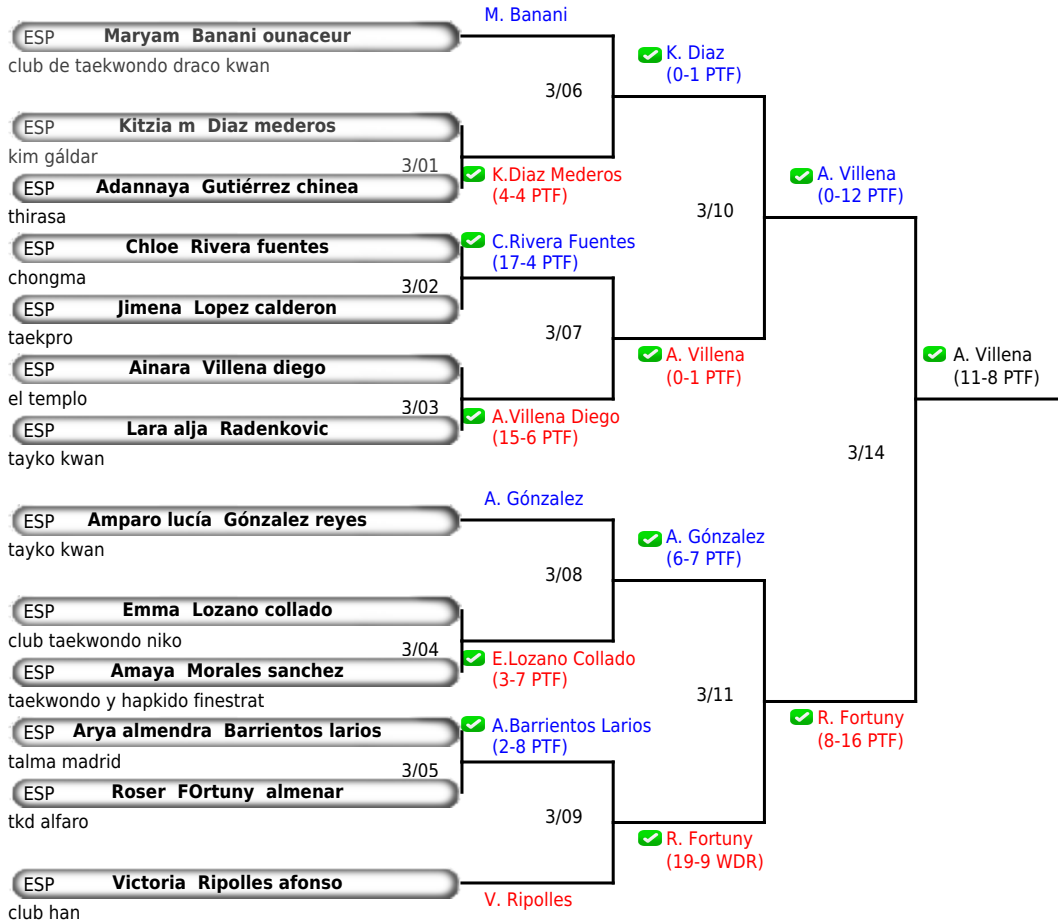 M. Banani
ESP Maryam Banani ounaceur
club de taekwondo draco kwan
3/06
K. Diaz
(0-1 PTF)
ESP Kitzia m Diaz mederos
kim gáldar
3/01
K.Diaz Mederos
(4-4 PTF)
ESP Adannaya Gutiérrez chinea
thirasa
3/10
A. Villena
(0-12 PTF)
ESP Chloe Rivera fuentes
chongma
C.Rivera Fuentes
(17-4 PTF)
3/02
ESP Jimena Lopez calderon
taekpro
3/07
A. Villena
(0-1 PTF)
ESP Ainara Villena diego
el templo
3/03
A.Villena Diego
(15-6 PTF)
ESP Lara alja Radenkovic
tayko kwan
A. Villena
(11-8 PTF)
3/14
A. Gónzalez
ESP Amparo lucía Gónzalez reyes
tayko kwan
3/08
A. Gónzalez
(6-7 PTF)
ESP Emma Lozano collado
club taekwondo niko
3/04
E.Lozano Collado
(3-7 PTF)
ESP Amaya Morales sanchez
taekwondo y hapkido finestrat
3/11
R. Fortuny
(8-16 PTF)
ESP Arya almendra Barrientos larios
talma madrid
A.Barrientos Larios
(2-8 PTF)
3/05
ESP Roser FOrtuny almenar
tkd alfaro
3/09
R. Fortuny
(19-9 WDR)
ESP Victoria Ripolles afonso
club han
V. Ripolles